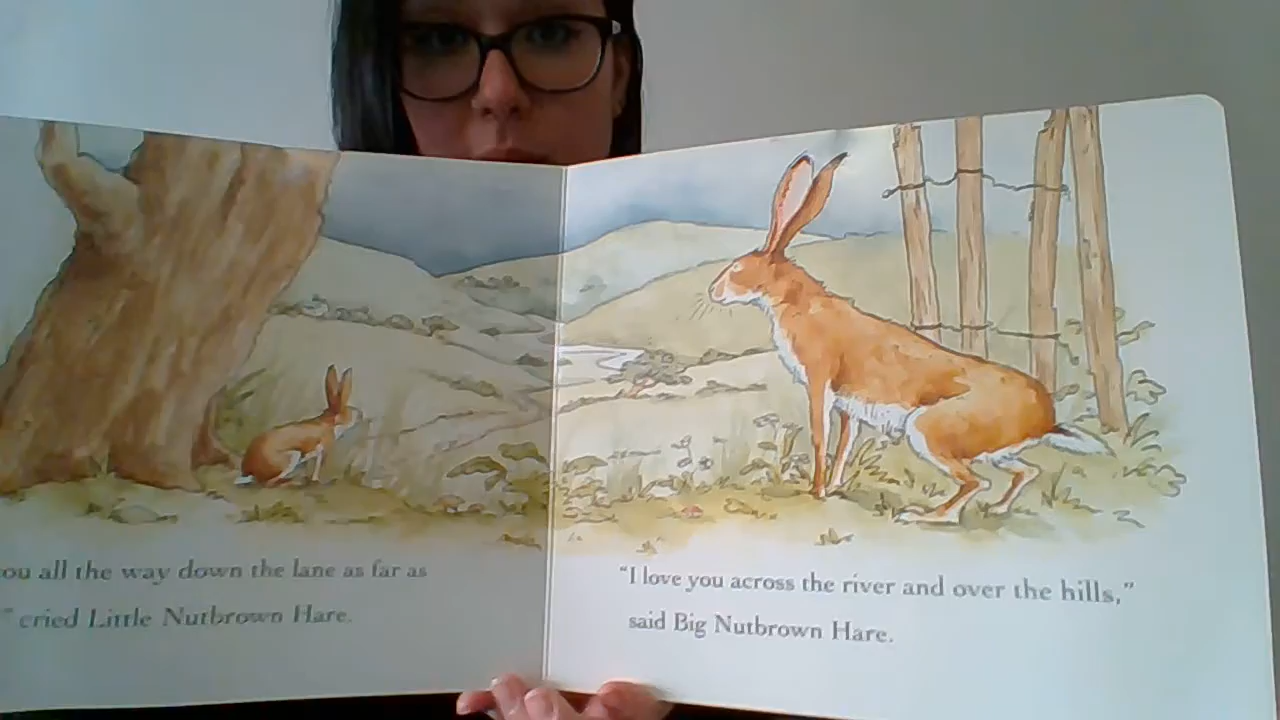 ou all the way down the lane as far as
” cried Little Nutbrown Hare.
“I love you across the river and over the hills,”
said Big Nutbrown Hare.